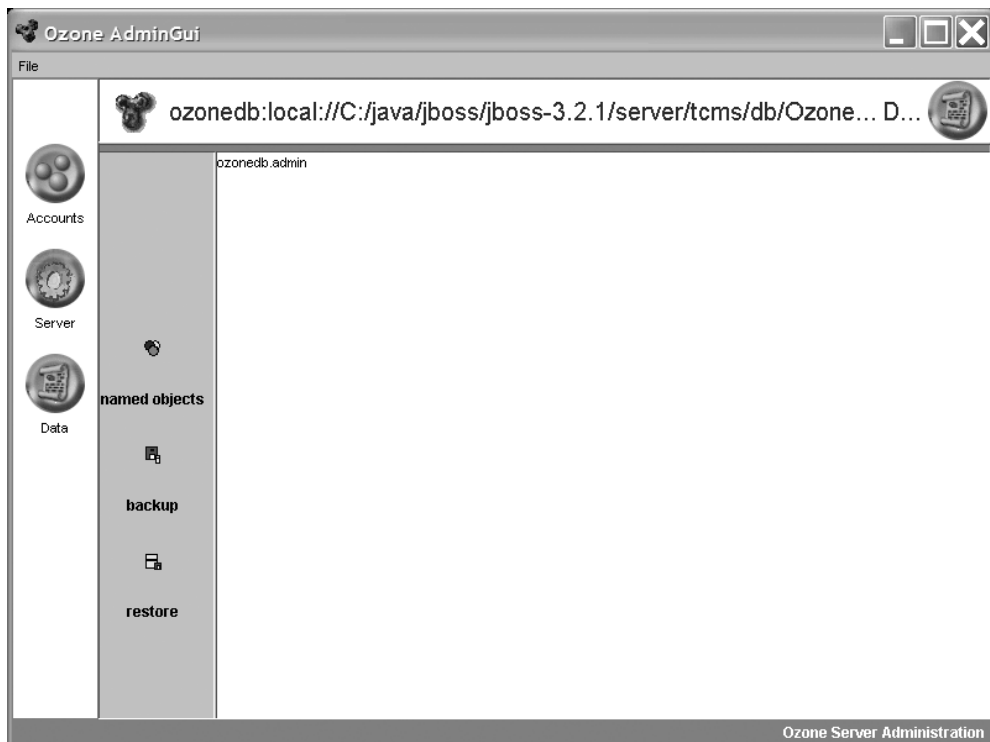 Ozone AdminGui
File
ozonedb:local://C:/java/jboss/jboss-3.2.1/server/tcms/db/Ozone... D...
Accounts
Server
Data
named objects
backup
restore
ozonedb.admin
Ozone Server Administration